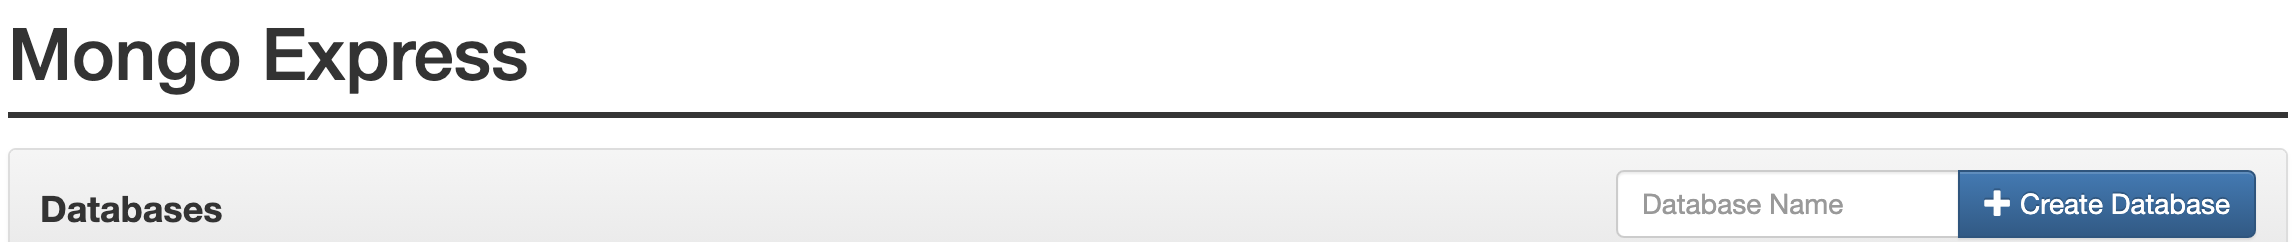 Mongo Express
Databases
Database Name
Create Database